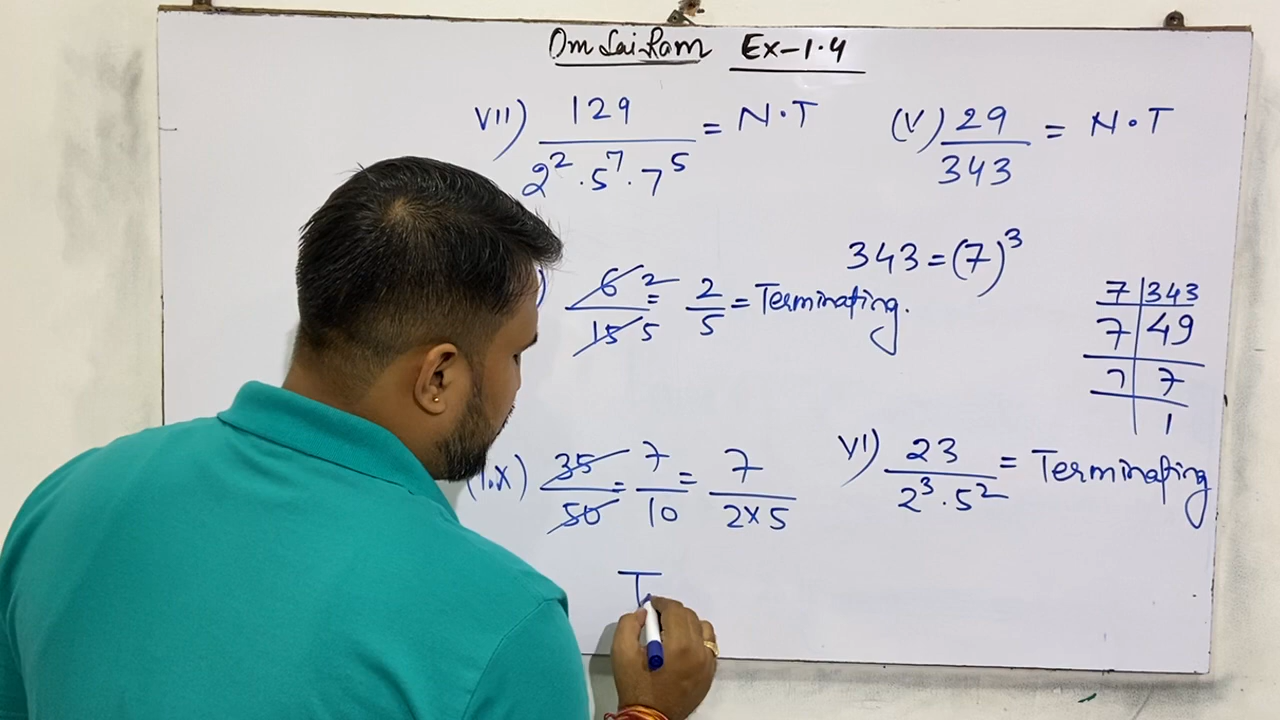 Om Sai Ram Ex-1.4
VII) 129 / 2² . 5⁷ . 7⁵ = N.T
) 6 2 / 15 5 = 2/5 = Terminating.
(I.X) 35/50 = 7/10 = 7 / 2×5
T
(V) 29/343 = N.T
343 = (7)³
7 | 343
7 | 49
7 | 7
1
VI) 23 / 2³ . 5² = Terminating